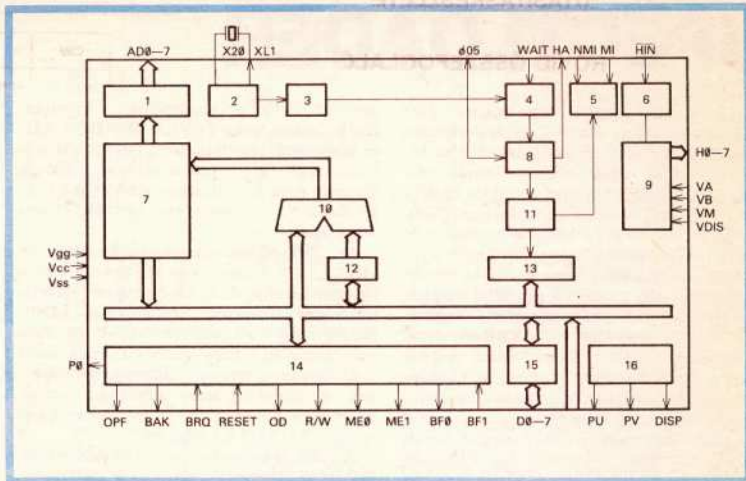 AD0—7 X20 XL1 ø05 WAIT HA NMI MI HIN
1 2 3 4 5 6
7 8 9 H0—7
VA
10 11 VB
VM
VDIS
Vgg 12 13
Vcc
Vss
P0 14 15 16
OPF BAK BRQ RESET OD R/W ME0 ME1 BF0 BF1 D0—7 PU PV DISP